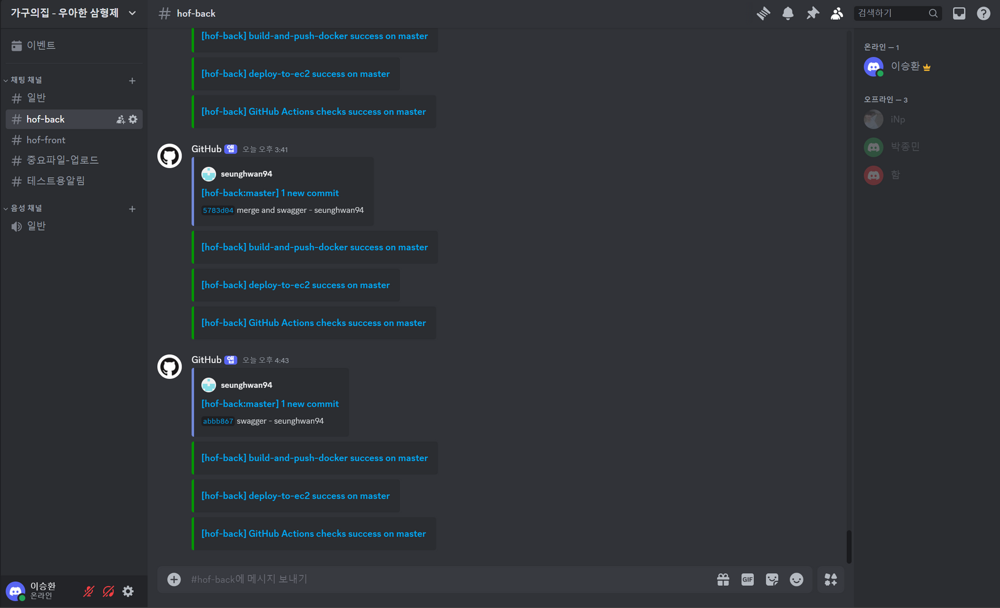 가구의집 - 우아한 삼형제
이벤트
채팅 채널
일반
hof-back
hof-front
중요파일-업로드
테스트용알림
음성 채널
일반
이승환
온라인
hof-back
검색하기
[hof-back] build-and-push-docker success on master
[hof-back] deploy-to-ec2 success on master
[hof-back] GitHub Actions checks success on master
GitHub 앱 오늘 오후 3:41
seunghwan94
[hof-back:master] 1 new commit
5783d04 merge and swagger - seunghwan94
[hof-back] build-and-push-docker success on master
[hof-back] deploy-to-ec2 success on master
[hof-back] GitHub Actions checks success on master
GitHub 앱 오늘 오후 4:43
seunghwan94
[hof-back:master] 1 new commit
abbb867 swagger - seunghwan94
[hof-back] build-and-push-docker success on master
[hof-back] deploy-to-ec2 success on master
[hof-back] GitHub Actions checks success on master
#hof-back에 메시지 보내기
GIF
온라인 — 1
이승환
오프라인 — 3
iNp
박종민
함